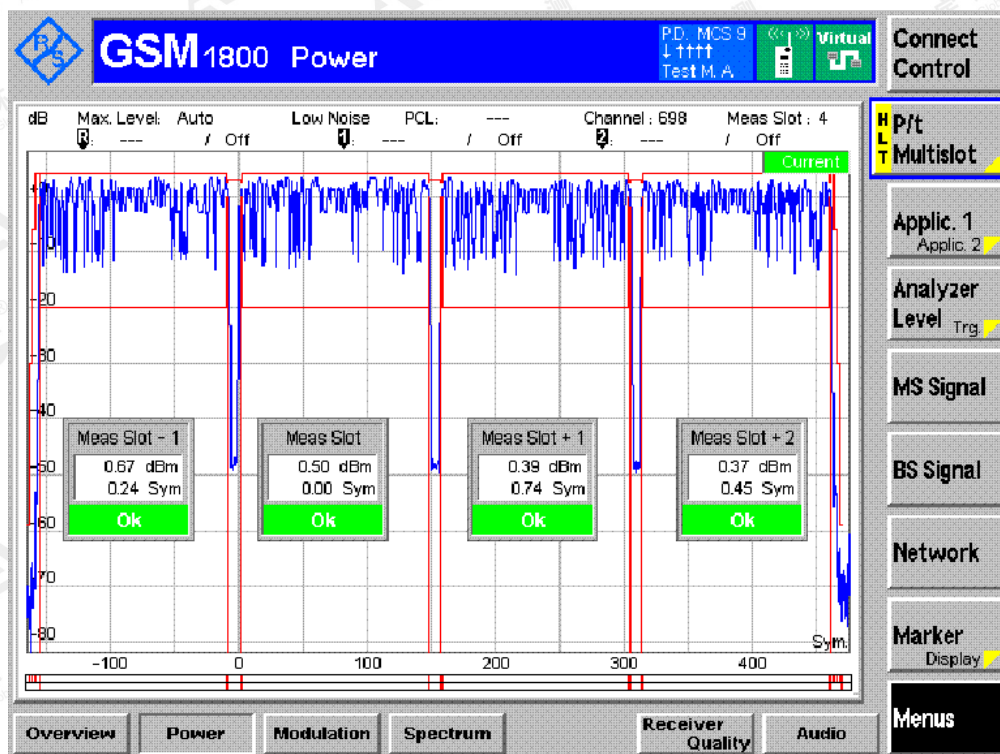 R/S
GSM 1800 Power
P.D. MCS 9
↓↑↑↑↑
Test M. A
Virtual
Connect Control
dB Max. Level: Auto Low Noise PCL: --- Channel : 698 Meas Slot : 4
R: --- / Off 1: --- / Off 2: --- / Off
Current
H L T
P/t Multislot
Applic. 1
Applic. 2
Analyzer Level
Trg.
MS Signal
BS Signal
Network
Marker
Display
Menus
-20
-30
-40
-50
-60
-70
-80
Meas Slot - 1
0.67 dBm
0.24 Sym
Ok
Meas Slot
0.50 dBm
0.00 Sym
Ok
Meas Slot + 1
0.39 dBm
0.74 Sym
Ok
Meas Slot + 2
0.37 dBm
0.45 Sym
Ok
Sym.
-100 0 100 200 300 400
Overview Power Modulation Spectrum Receiver Quality Audio